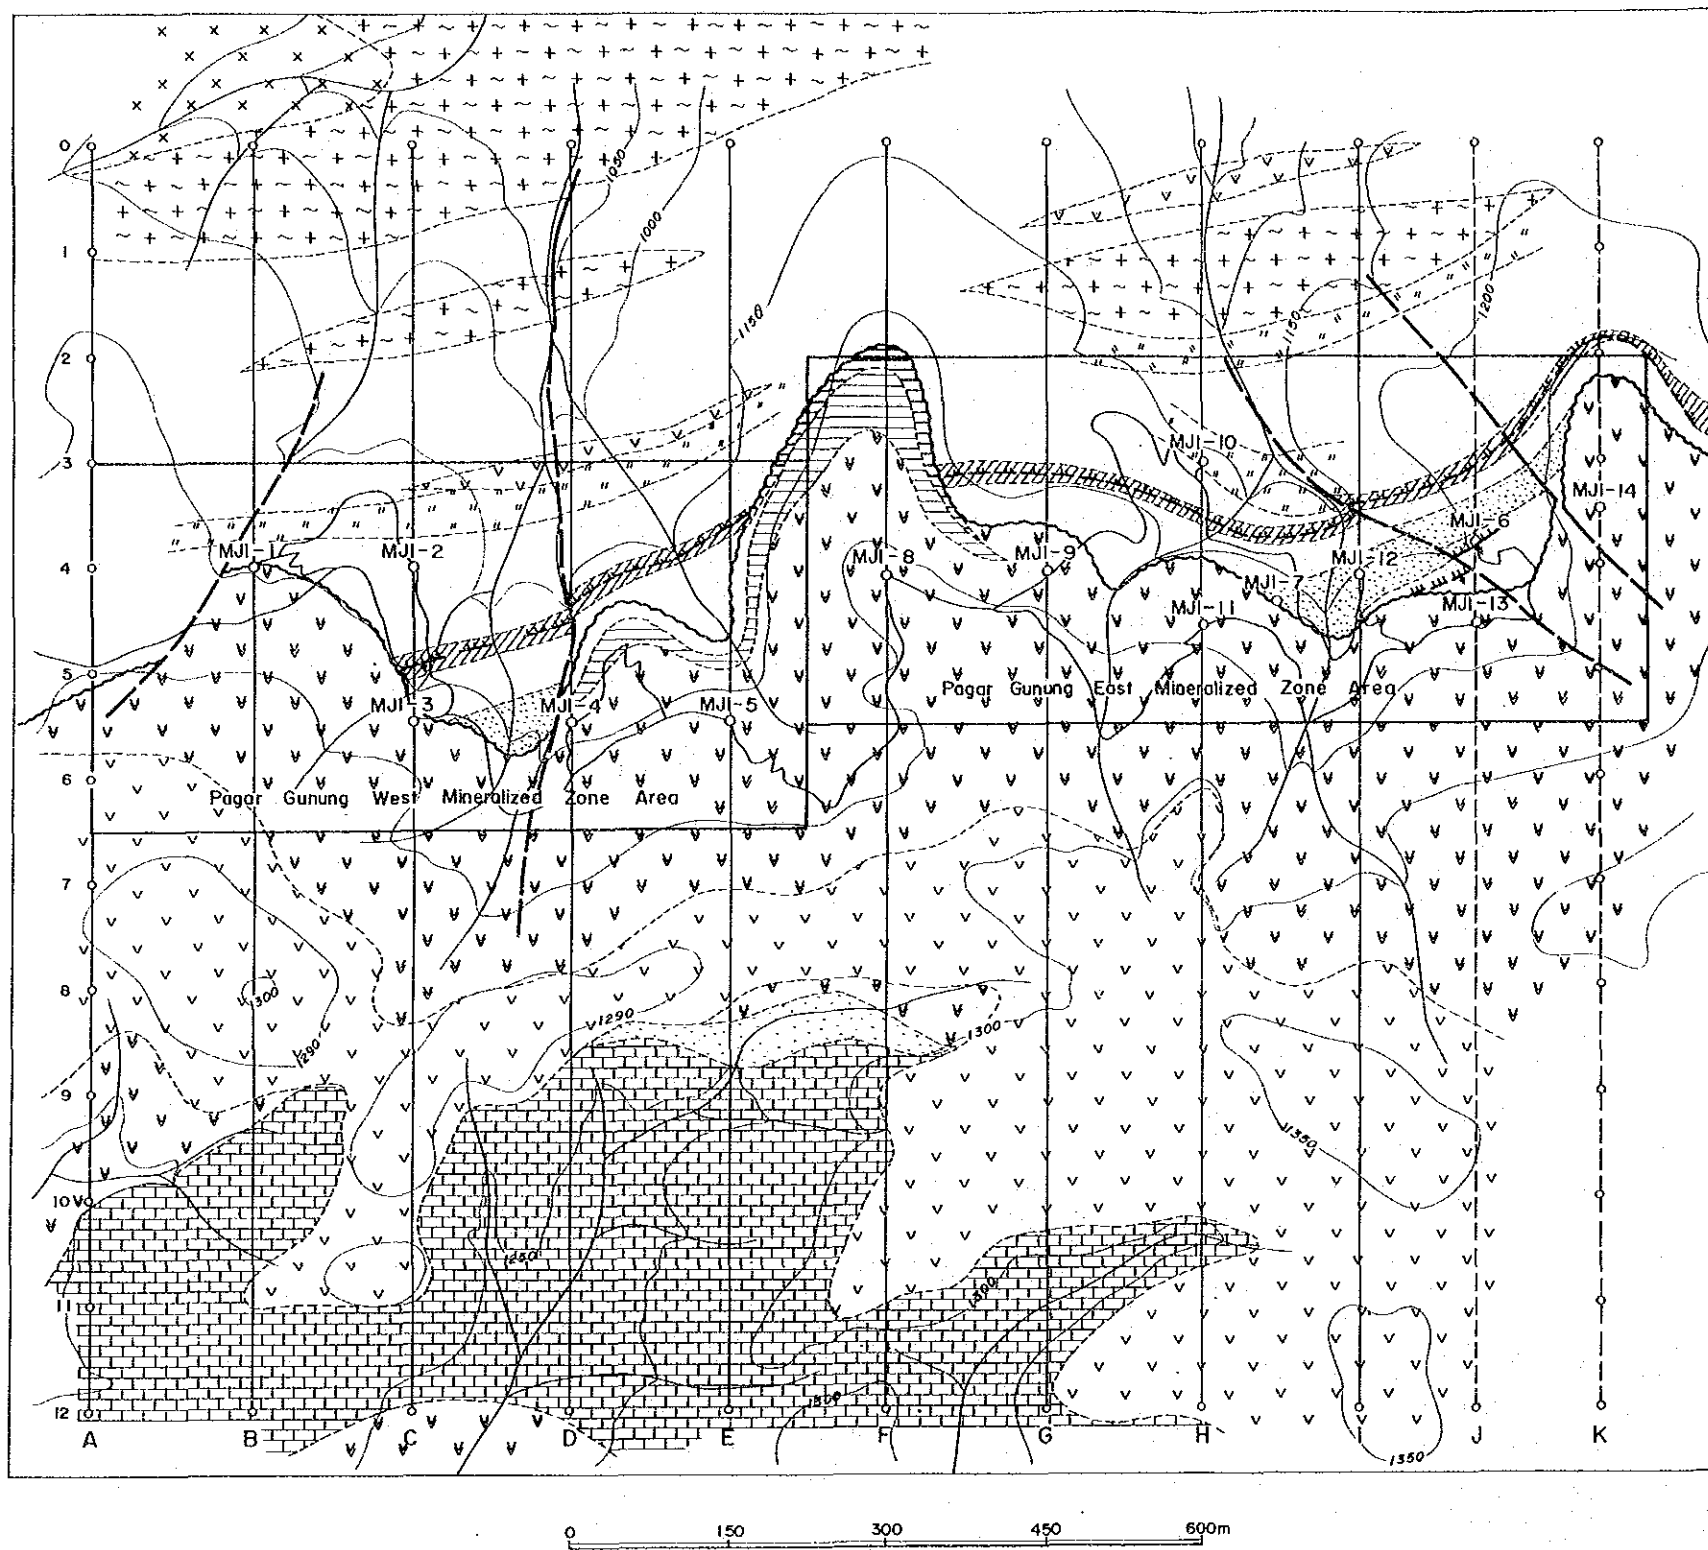 0
1050
1000
1
1200
1150
1150
2
3
MJI-10
MJI-14
MJI-6
MJI-1
MJI-2
MJI-8
MJI-9
MJI-12
4
MJI-7
MJI-11
MJI-13
5
Pagar Gunung East Mineralized Zone Area
MJI-3
MJI-4
MJI-5
6
Pagar Gunung West Mineralized Zone Area
7
8
1300
1290
1300
1290
9
1350
10
1250
1300
11
1300
12
A B C D E F G H I J K
1350
0 150 300 450 600m